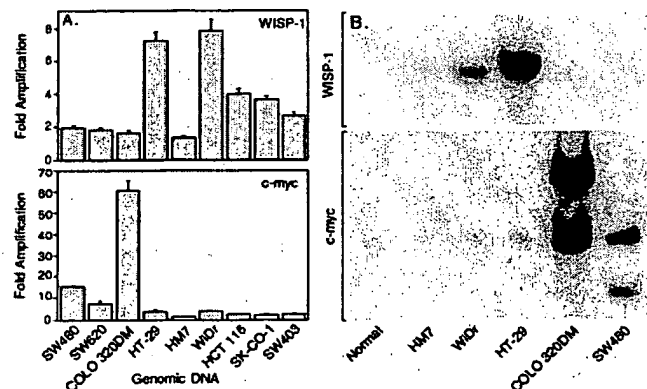 A.
WISP-1
Fold Amplification
8
6
4
2
0
c-myc
Fold Amplification
70
60
50
40
30
20
10
0
SW480
SW620
COLO 320DM
HT-29
HM7
WiDr
HCT 116
SK-CO-1
SW403
Genomic DNA
B.
WISP-1
c-myc
Normal
HM7
WiDr
HT-29
COLO 320DM
SW480